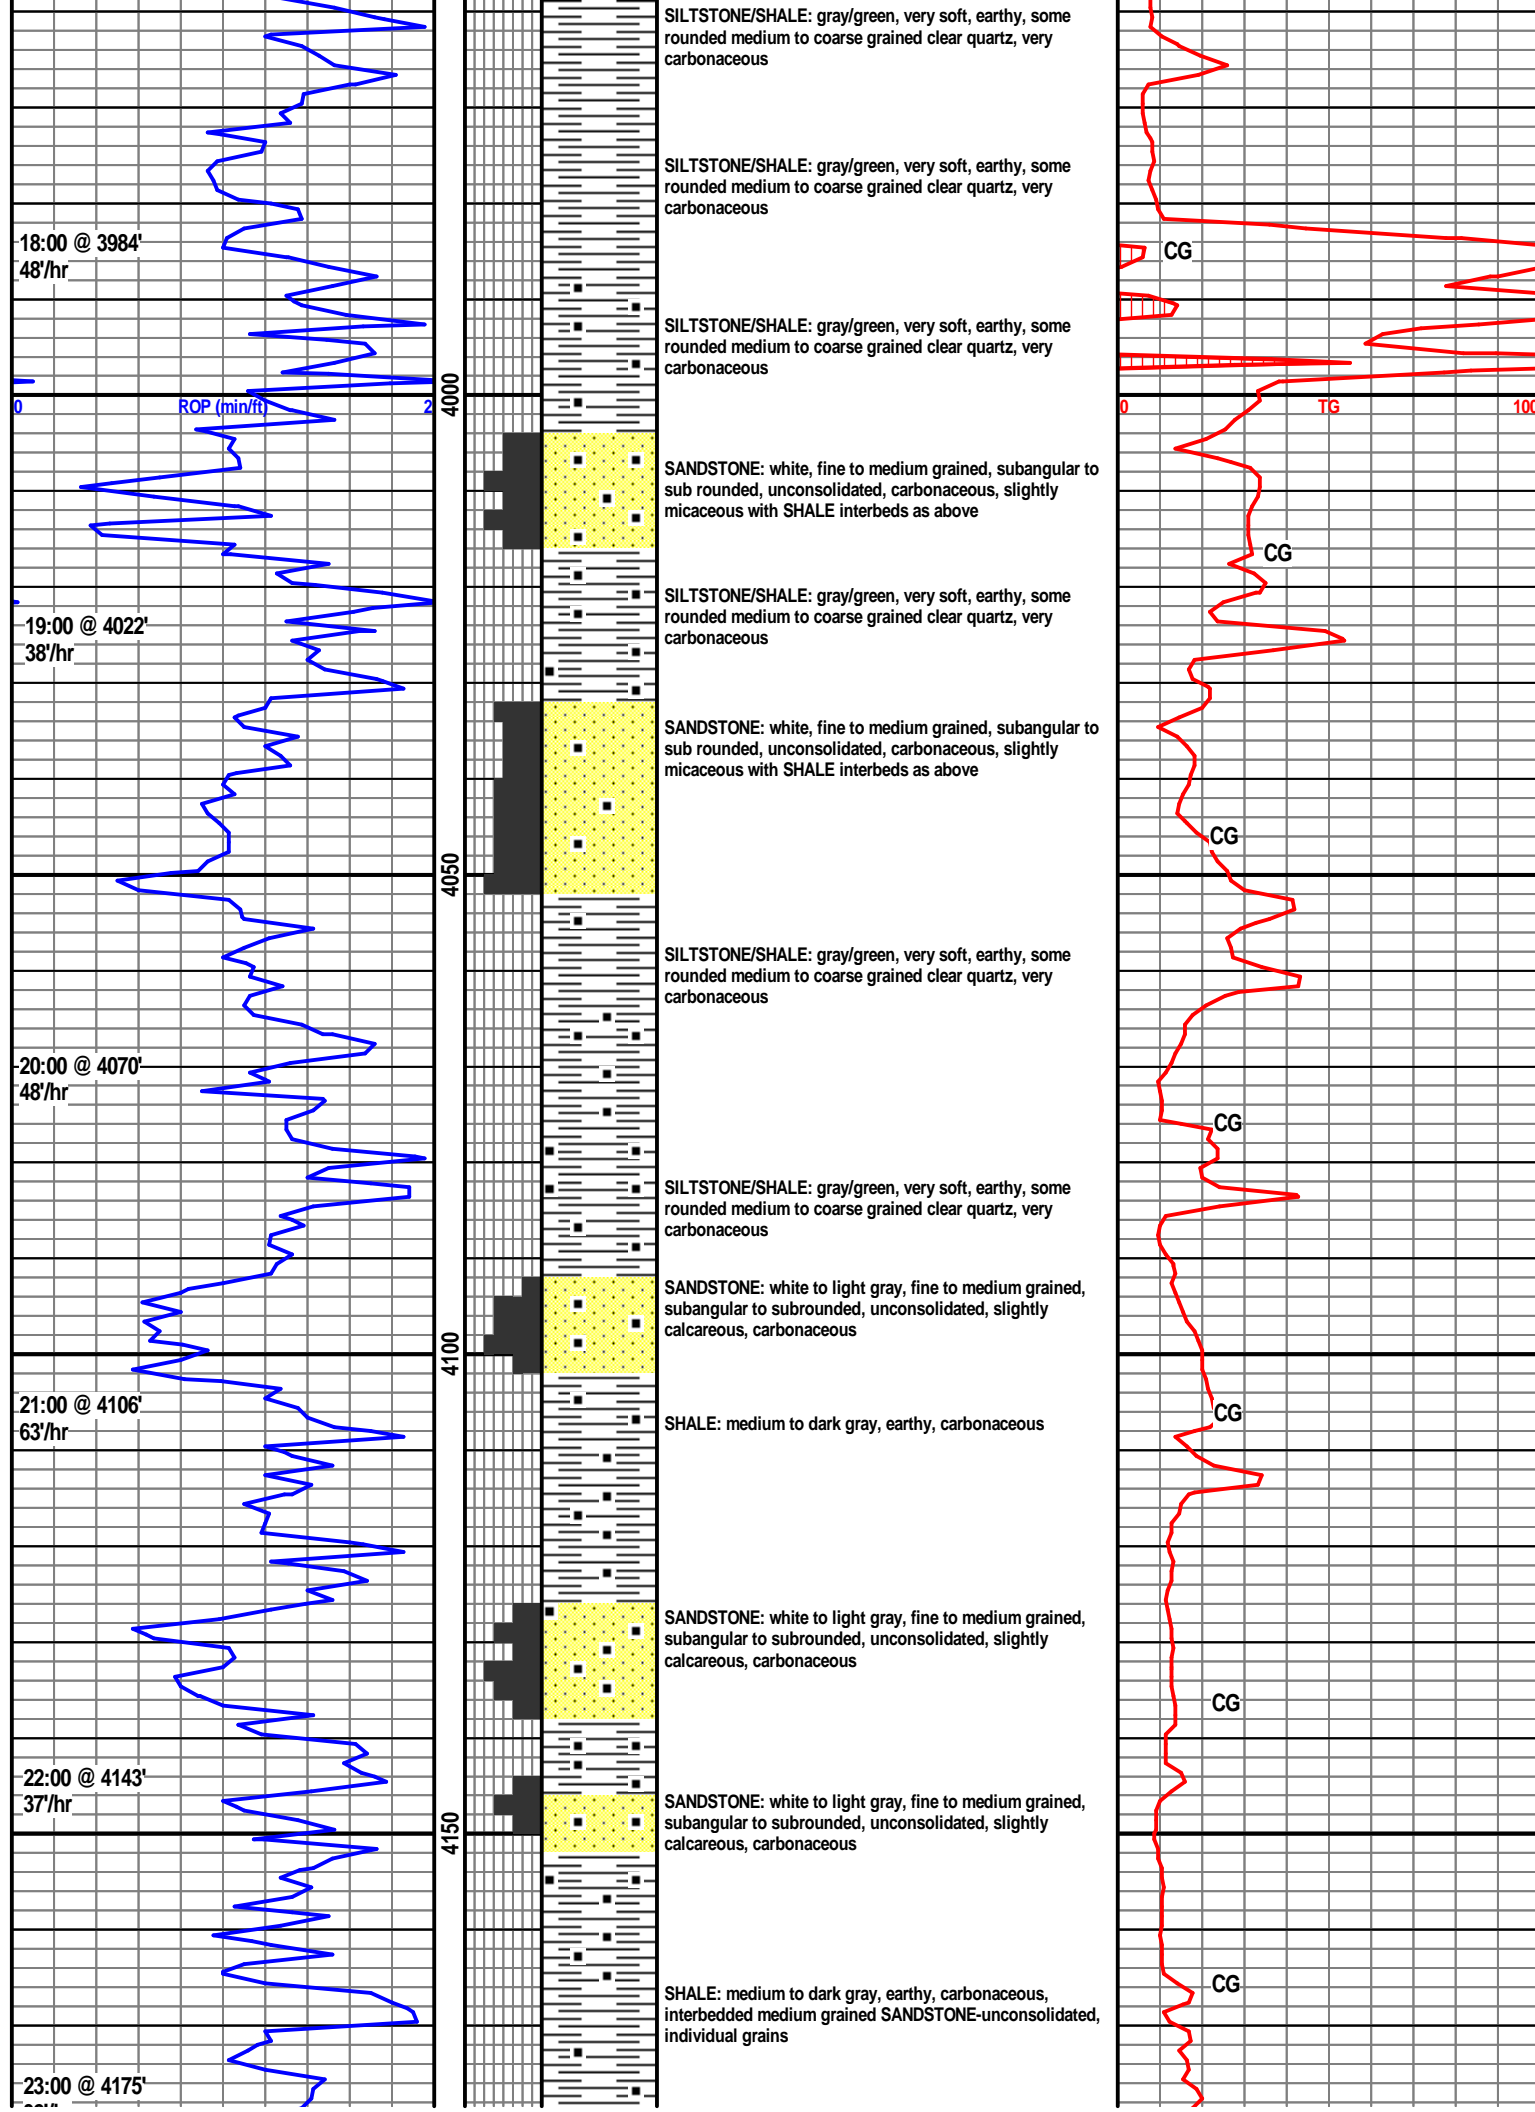 SILTSTONE/SHALE: gray/green, very soft, earthy, some
rounded medium to coarse grained clear quartz, very
carbonaceous
SILTSTONE/SHALE: gray/green, very soft, earthy, some
rounded medium to coarse grained clear quartz, very
carbonaceous
18:00 @ 3984'
48'/hr
CG
SILTSTONE/SHALE: gray/green, very soft, earthy, some
rounded medium to coarse grained clear quartz, very
carbonaceous
0 ROP (min/ft) 2
4000
0 TG 100
SANDSTONE: white, fine to medium grained, subangular to
sub rounded, unconsolidated, carbonaceous, slightly
micaceous with SHALE interbeds as above
CG
SILTSTONE/SHALE: gray/green, very soft, earthy, some
rounded medium to coarse grained clear quartz, very
carbonaceous
19:00 @ 4022'
38'/hr
SANDSTONE: white, fine to medium grained, subangular to
sub rounded, unconsolidated, carbonaceous, slightly
micaceous with SHALE interbeds as above
CG
4050
SILTSTONE/SHALE: gray/green, very soft, earthy, some
rounded medium to coarse grained clear quartz, very
carbonaceous
20:00 @ 4070'
48'/hr
CG
SILTSTONE/SHALE: gray/green, very soft, earthy, some
rounded medium to coarse grained clear quartz, very
carbonaceous
SANDSTONE: white to light gray, fine to medium grained,
subangular to subrounded, unconsolidated, slightly
calcareous, carbonaceous
4100
21:00 @ 4106'
63'/hr
CG
SHALE: medium to dark gray, earthy, carbonaceous
SANDSTONE: white to light gray, fine to medium grained,
subangular to subrounded, unconsolidated, slightly
calcareous, carbonaceous
CG
22:00 @ 4143'
37'/hr
SANDSTONE: white to light gray, fine to medium grained,
subangular to subrounded, unconsolidated, slightly
calcareous, carbonaceous
4150
CG
SHALE: medium to dark gray, earthy, carbonaceous,
interbedded medium grained SANDSTONE-unconsolidated,
individual grains
23:00 @ 4175'